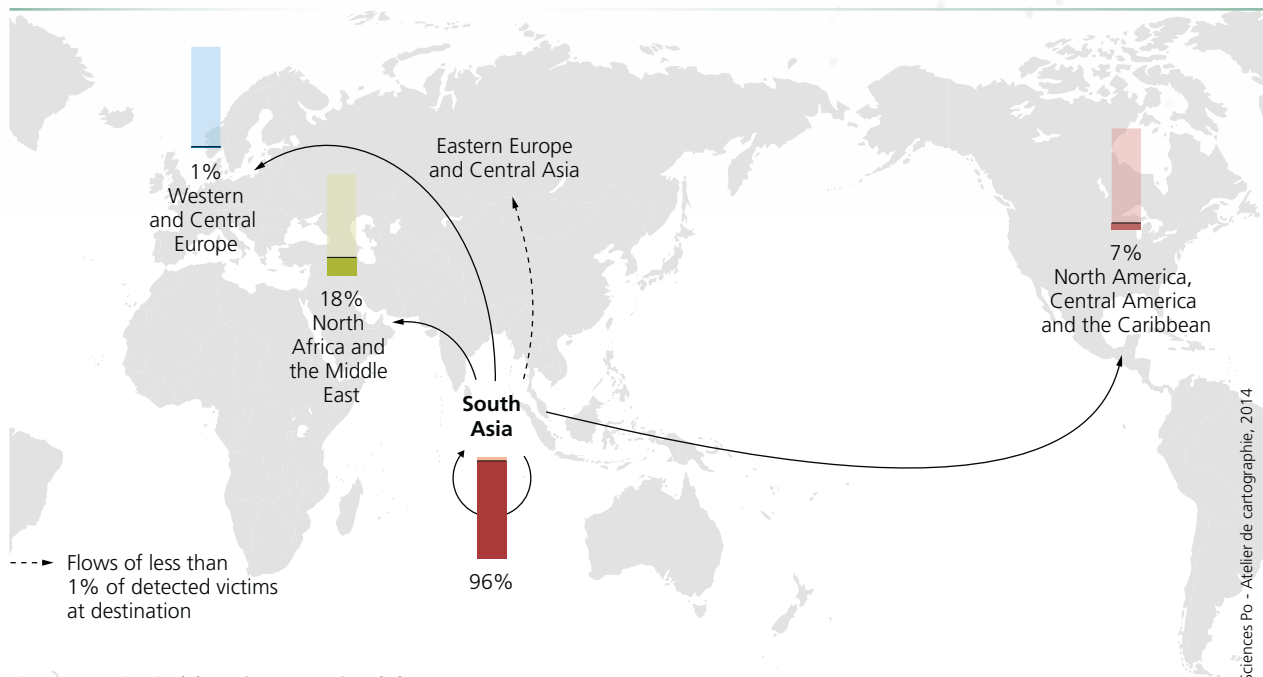 Eastern Europe
and Central Asia
1%
Western
and Central
Europe
18%
North
Africa and
the Middle
East
7%
North America,
Central America
and the Caribbean
South
Asia
96%
Flows of less than
1% of detected victims
at destination
Sciences Po - Atelier de cartographie, 2014